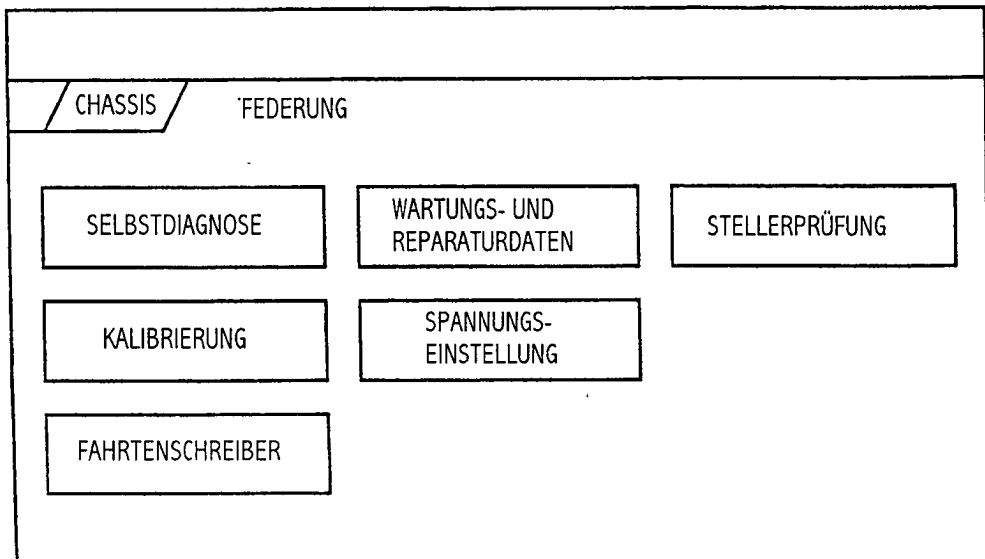 CHASSIS FEDERUNG
SELBSTDIAGNOSE
WARTUNGS- UND
REPARATURDATEN
STELLERPRÜFUNG
KALIBRIERUNG
SPANNUNGS-
EINSTELLUNG
FAHRTENSCHREIBER